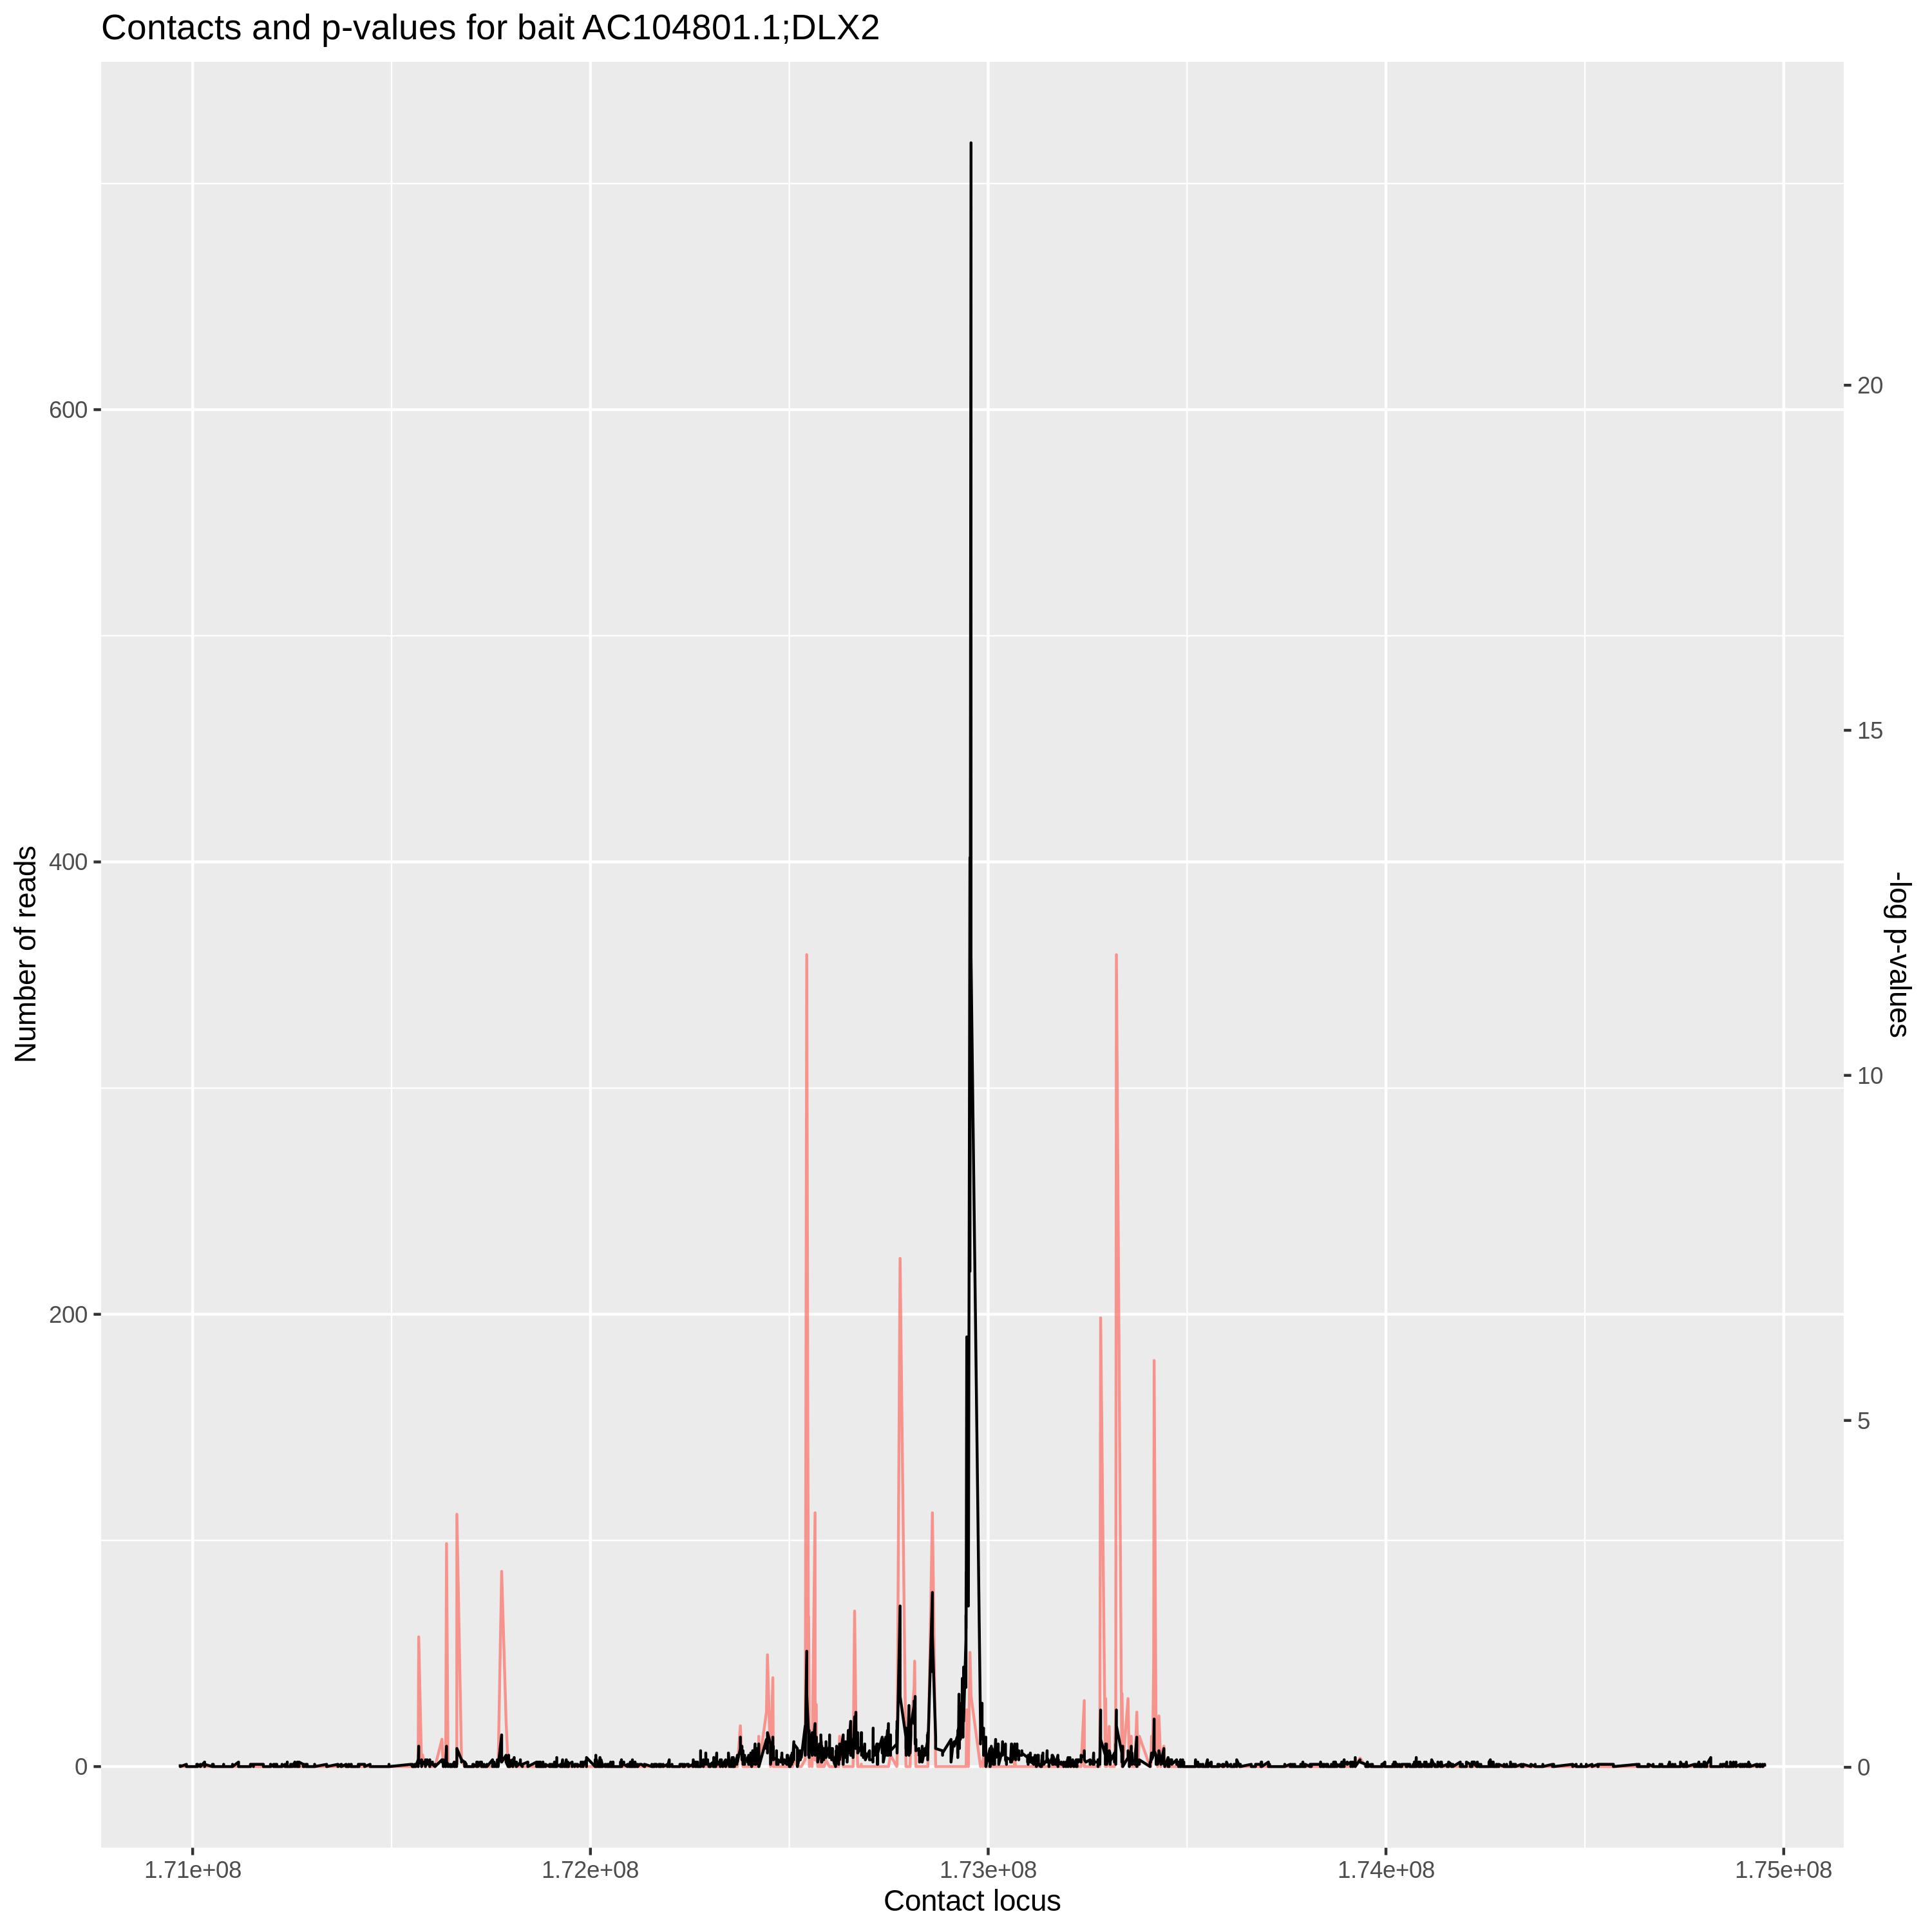 Contacts and p-values for bait AC104801.1;DLX2
Number of reads
600
400
200
0
20
15
10
5
0
-log p-values
1.71e+08
1.72e+08
1.73e+08
1.74e+08
1.75e+08
Contact locus